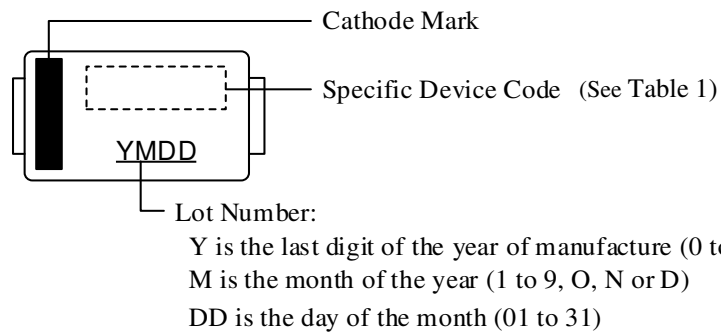 Cathode Mark
Specific Device Code (See Table 1)
YMDD
Lot Number:
Y is the last digit of the year of manufacture (0 to
M is the month of the year (1 to 9, O, N or D)
DD is the day of the month (01 to 31)